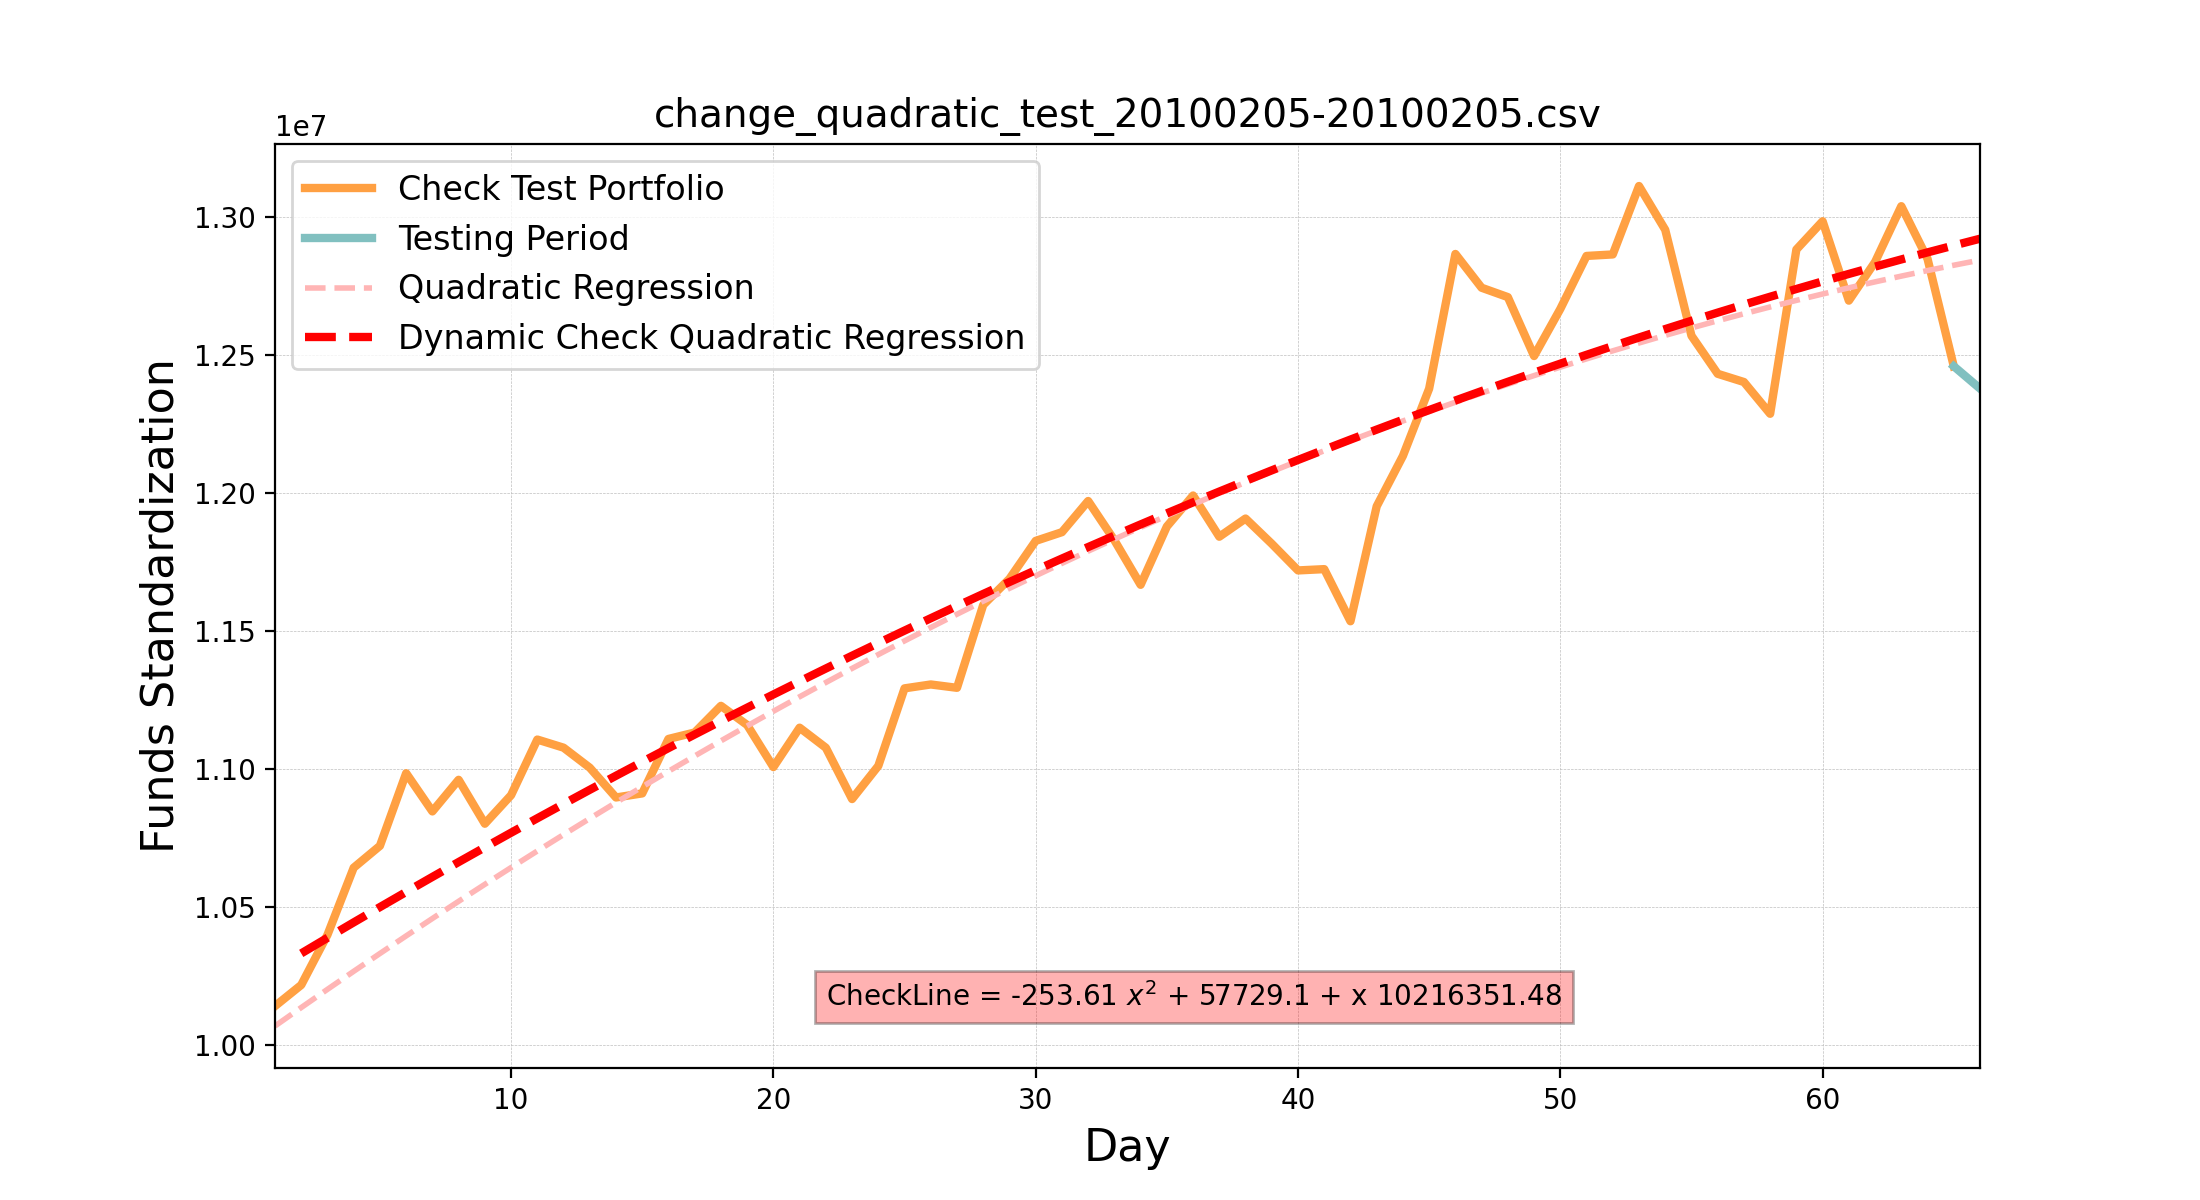 change_quadratic_test_20100205-20100205.csv
1e7
Check Test Portfolio
Testing Period
Quadratic Regression
Dynamic Check Quadratic Regression
1.30
1.25
1.20
1.15
1.10
1.05
1.00
Funds Standardization
CheckLine = -253.61 x² + 57729.1 + x 10216351.48
10 20 30 40 50 60
Day